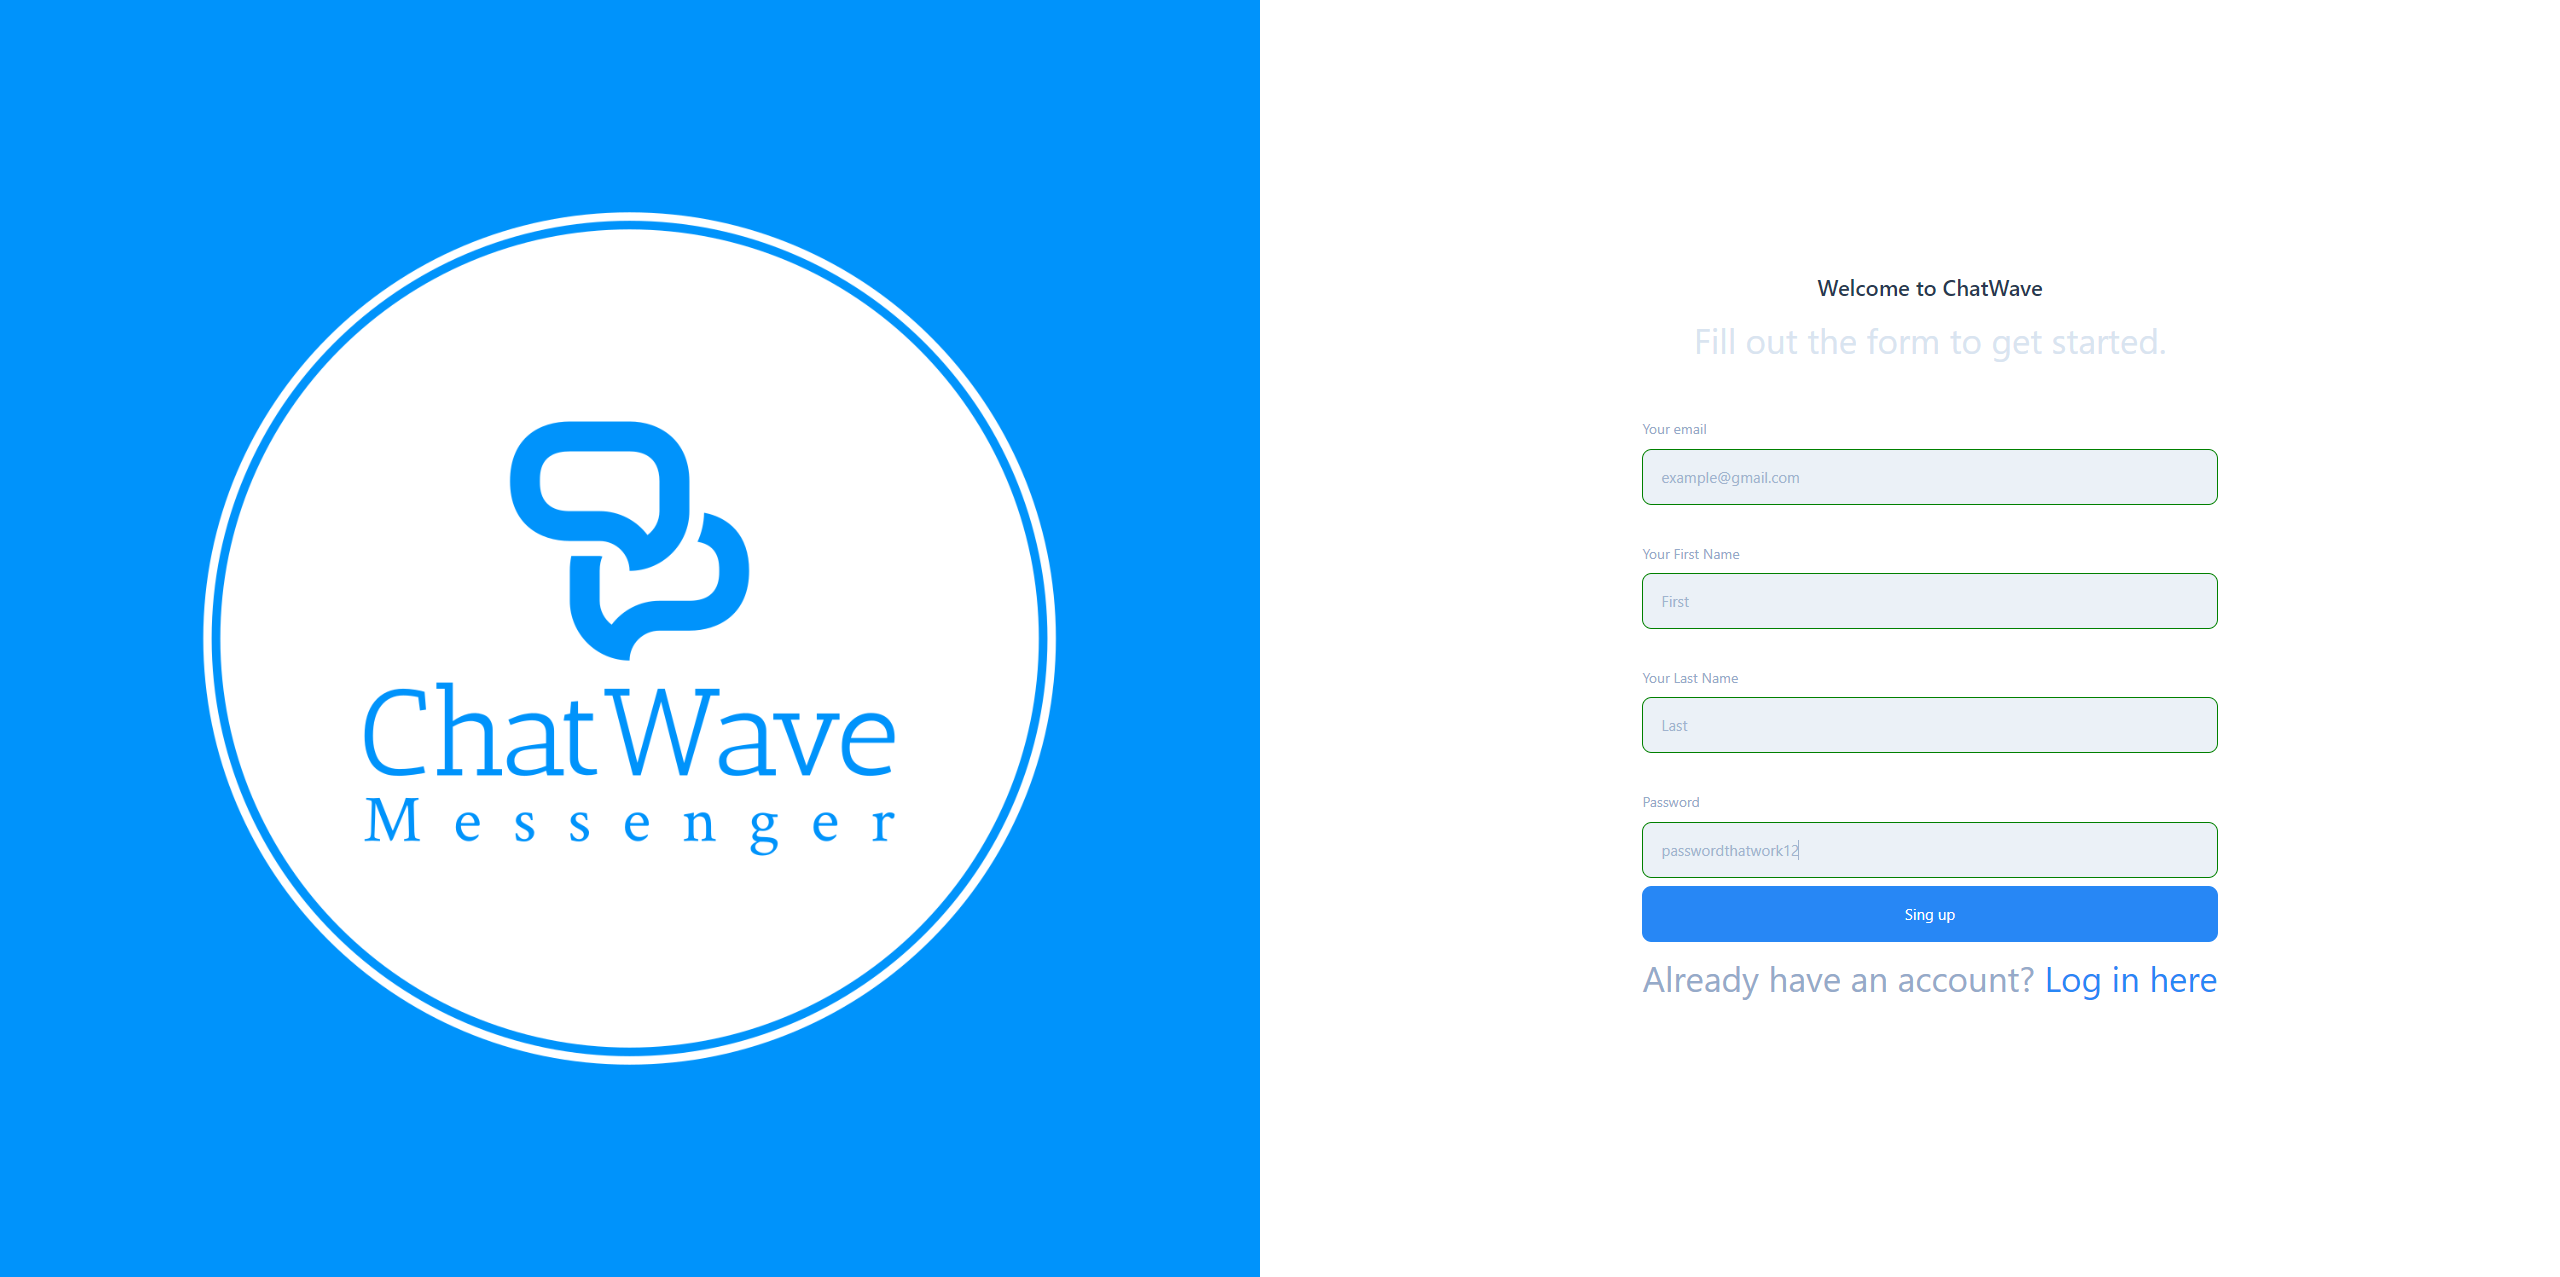 ChatWave
Messenger
Welcome to ChatWave
Fill out the form to get started.
Your email
example@gmail.com
Your First Name
First
Your Last Name
Last
Password
passwordthatwork12
Sing up
Already have an account? Log in here